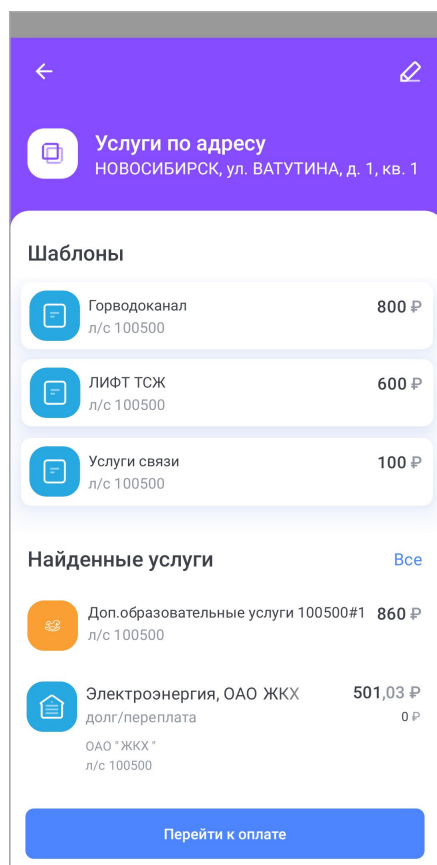 Услуги по адресу
НОВОСИБИРСК, ул. ВАТУТИНА, д. 1, кв. 1
Шаблоны
Горводоканал 800 ₽
л/с 100500
ЛИФТ ТСЖ 600 ₽
л/с 100500
Услуги связи 100 ₽
л/с 100500
Найденные услуги Все
Доп.образовательные услуги 100500#1 860 ₽
л/с 100500
Электроэнергия, ОАО ЖКХ 501,03 ₽
долг/переплата 0 ₽
ОАО "ЖКХ"
л/с 100500
Перейти к оплате